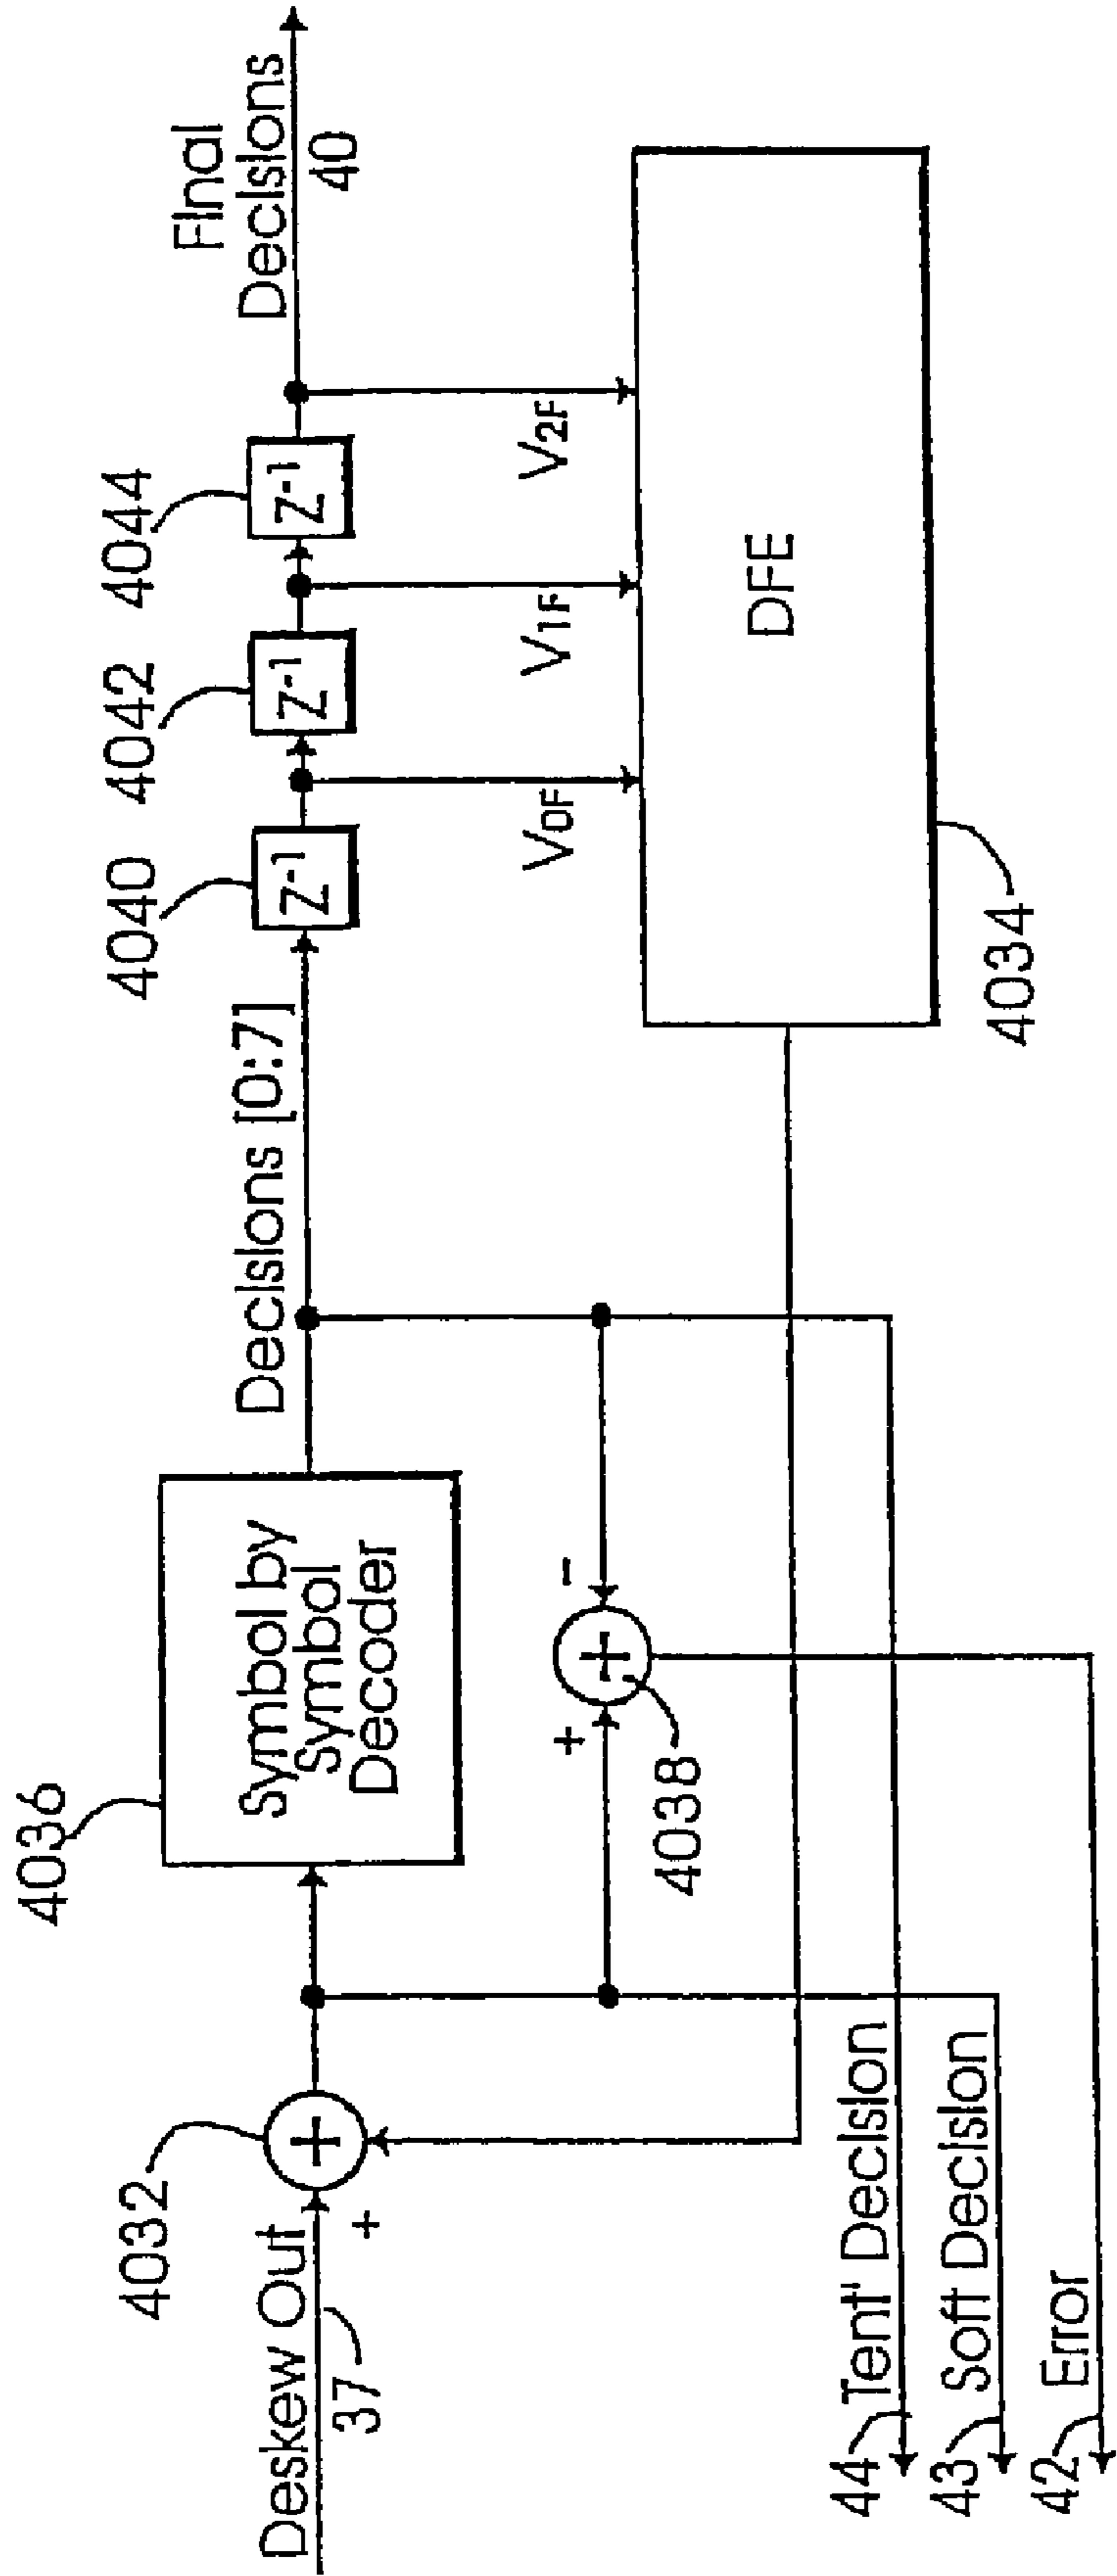 4032
Deskew Out
37
+
+
4036
Symbol by
Symbol
Decoder
Decisions [0:7]
4040
Z-1
4042
Z-1
4044
Z-1
Final
Decisions
40
V0F
V1F
V2F
DFE
4034
+
-
+
4038
44
Tent' Decision
43
Soft Decision
42
Error